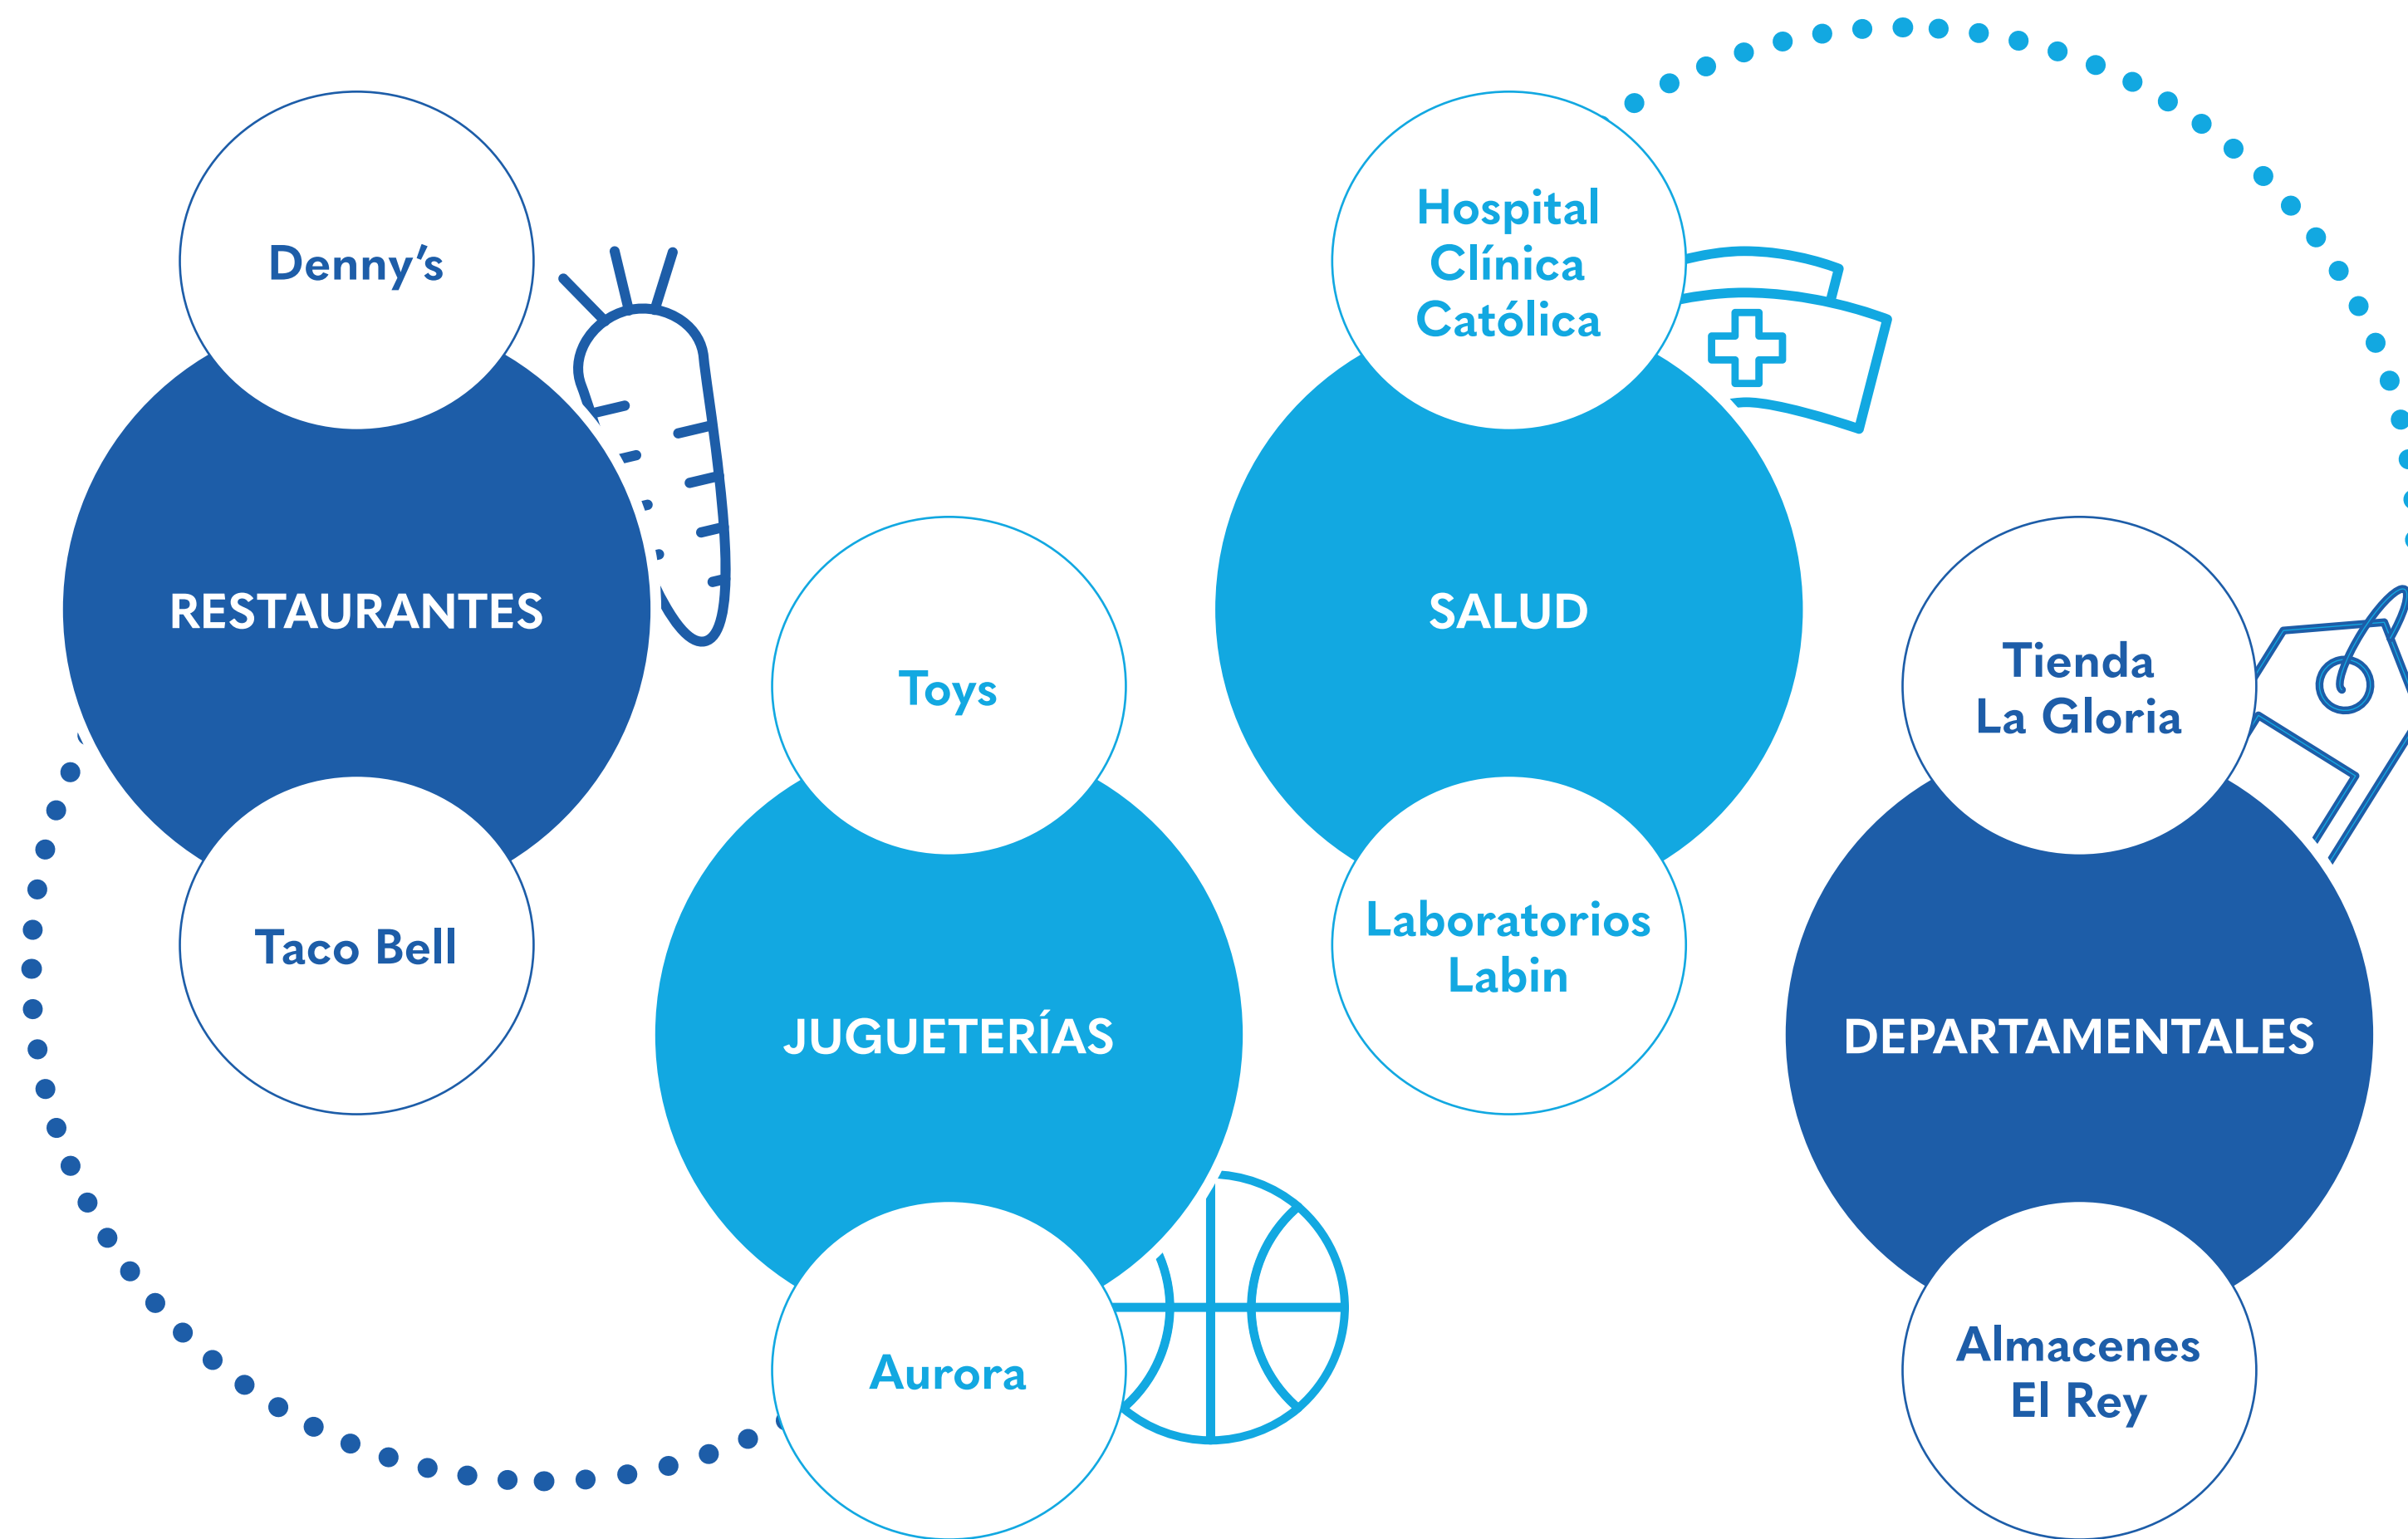 Denny's
RESTAURANTES
Taco Bell
Toys
JUGUETERÍAS
Aurora
Hospital
Clínica
Católica
SALUD
Laboratorios
Labin
Tienda
La Gloria
DEPARTAMENTALES
Almacenes
El Rey